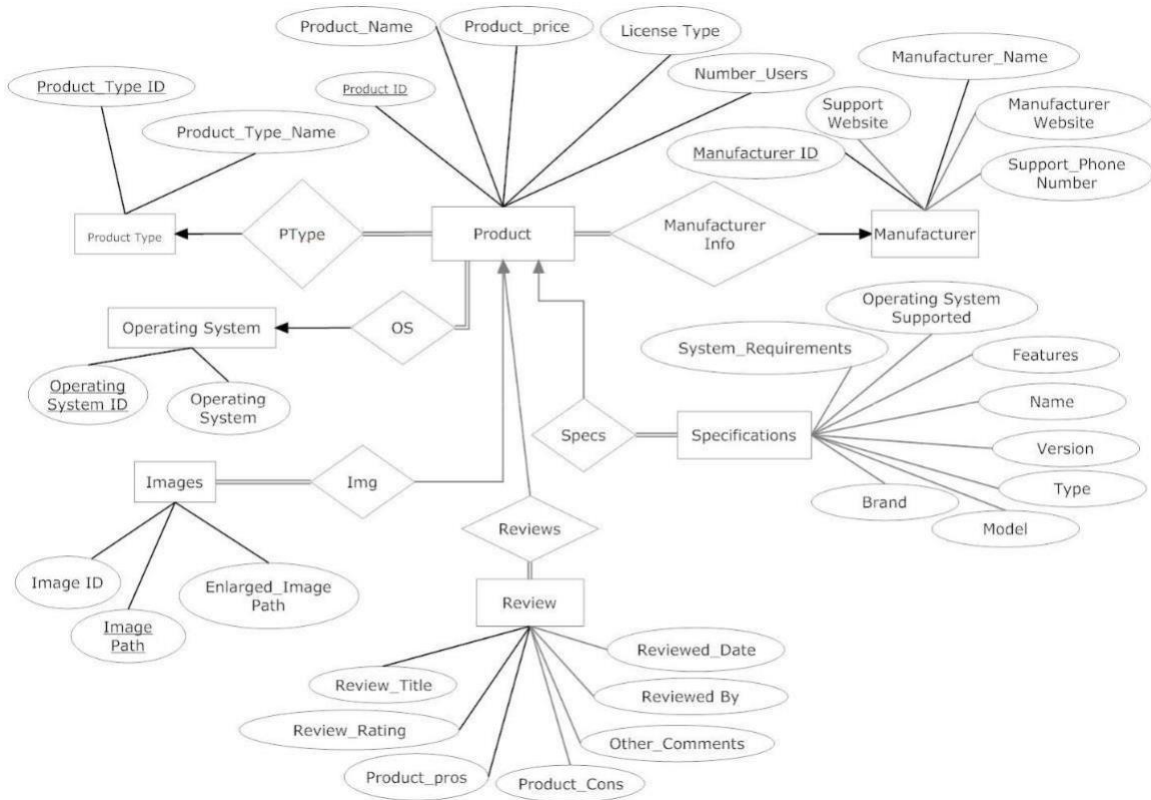 Product_Name
Product_price
License Type
Number_Users
Product ID
Product_Type ID
Product_Type_Name
Manufacturer_Name
Support
Website
Manufacturer
Website
Manufacturer ID
Support_Phone
Number
Product Type
PType
Product
Manufacturer
Info
Manufacturer
Operating System
OS
Operating
System ID
Operating
System
Operating System
Supported
System_Requirements
Features
Name
Specs
Specifications
Version
Type
Brand
Model
Images
Img
Image ID
Enlarged_Image
Path
Image
Path
Reviews
Review
Reviewed_Date
Review_Title
Reviewed By
Review_Rating
Other_Comments
Product_pros
Product_Cons